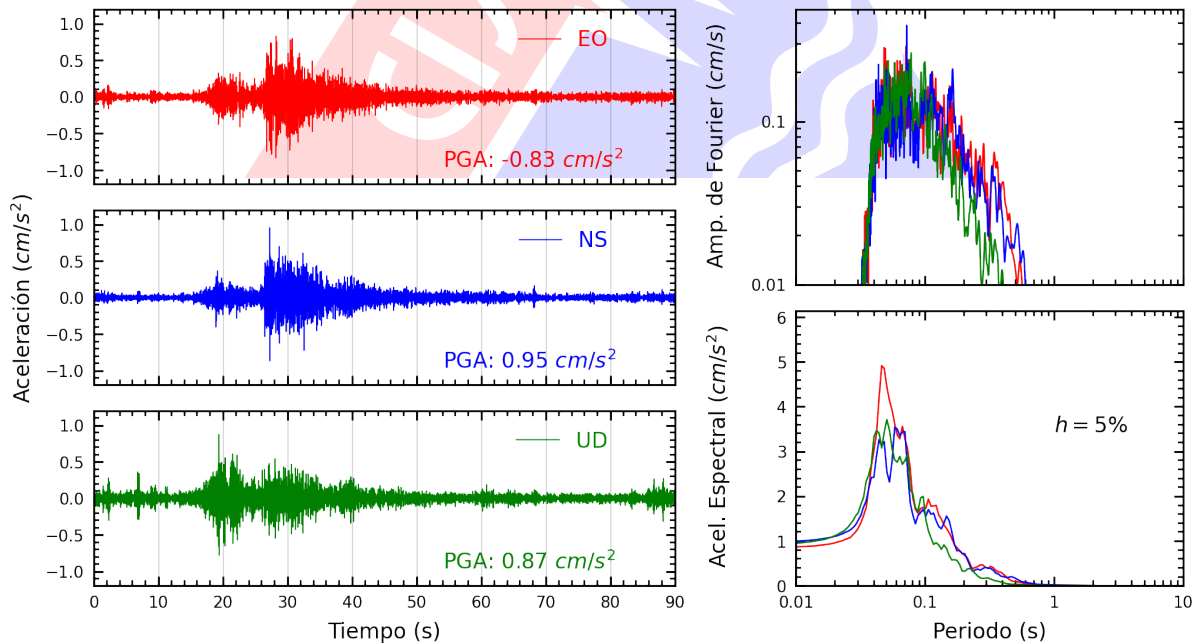 Aceleración (cm/s²)
1.0
0.5
0.0
−0.5
−1.0
EO
PGA: -0.83 cm/s²
1.0
0.5
0.0
−0.5
−1.0
NS
PGA: 0.95 cm/s²
1.0
0.5
0.0
−0.5
−1.0
UD
PGA: 0.87 cm/s²
0 10 20 30 40 50 60 70 80 90
Tiempo (s)
Amp. de Fourier (cm/s)
0.1
0.01
Acel. Espectral (cm/s²)
6
5
4
3
2
1
0
h = 5%
0.01 0.1 1 10
Periodo (s)